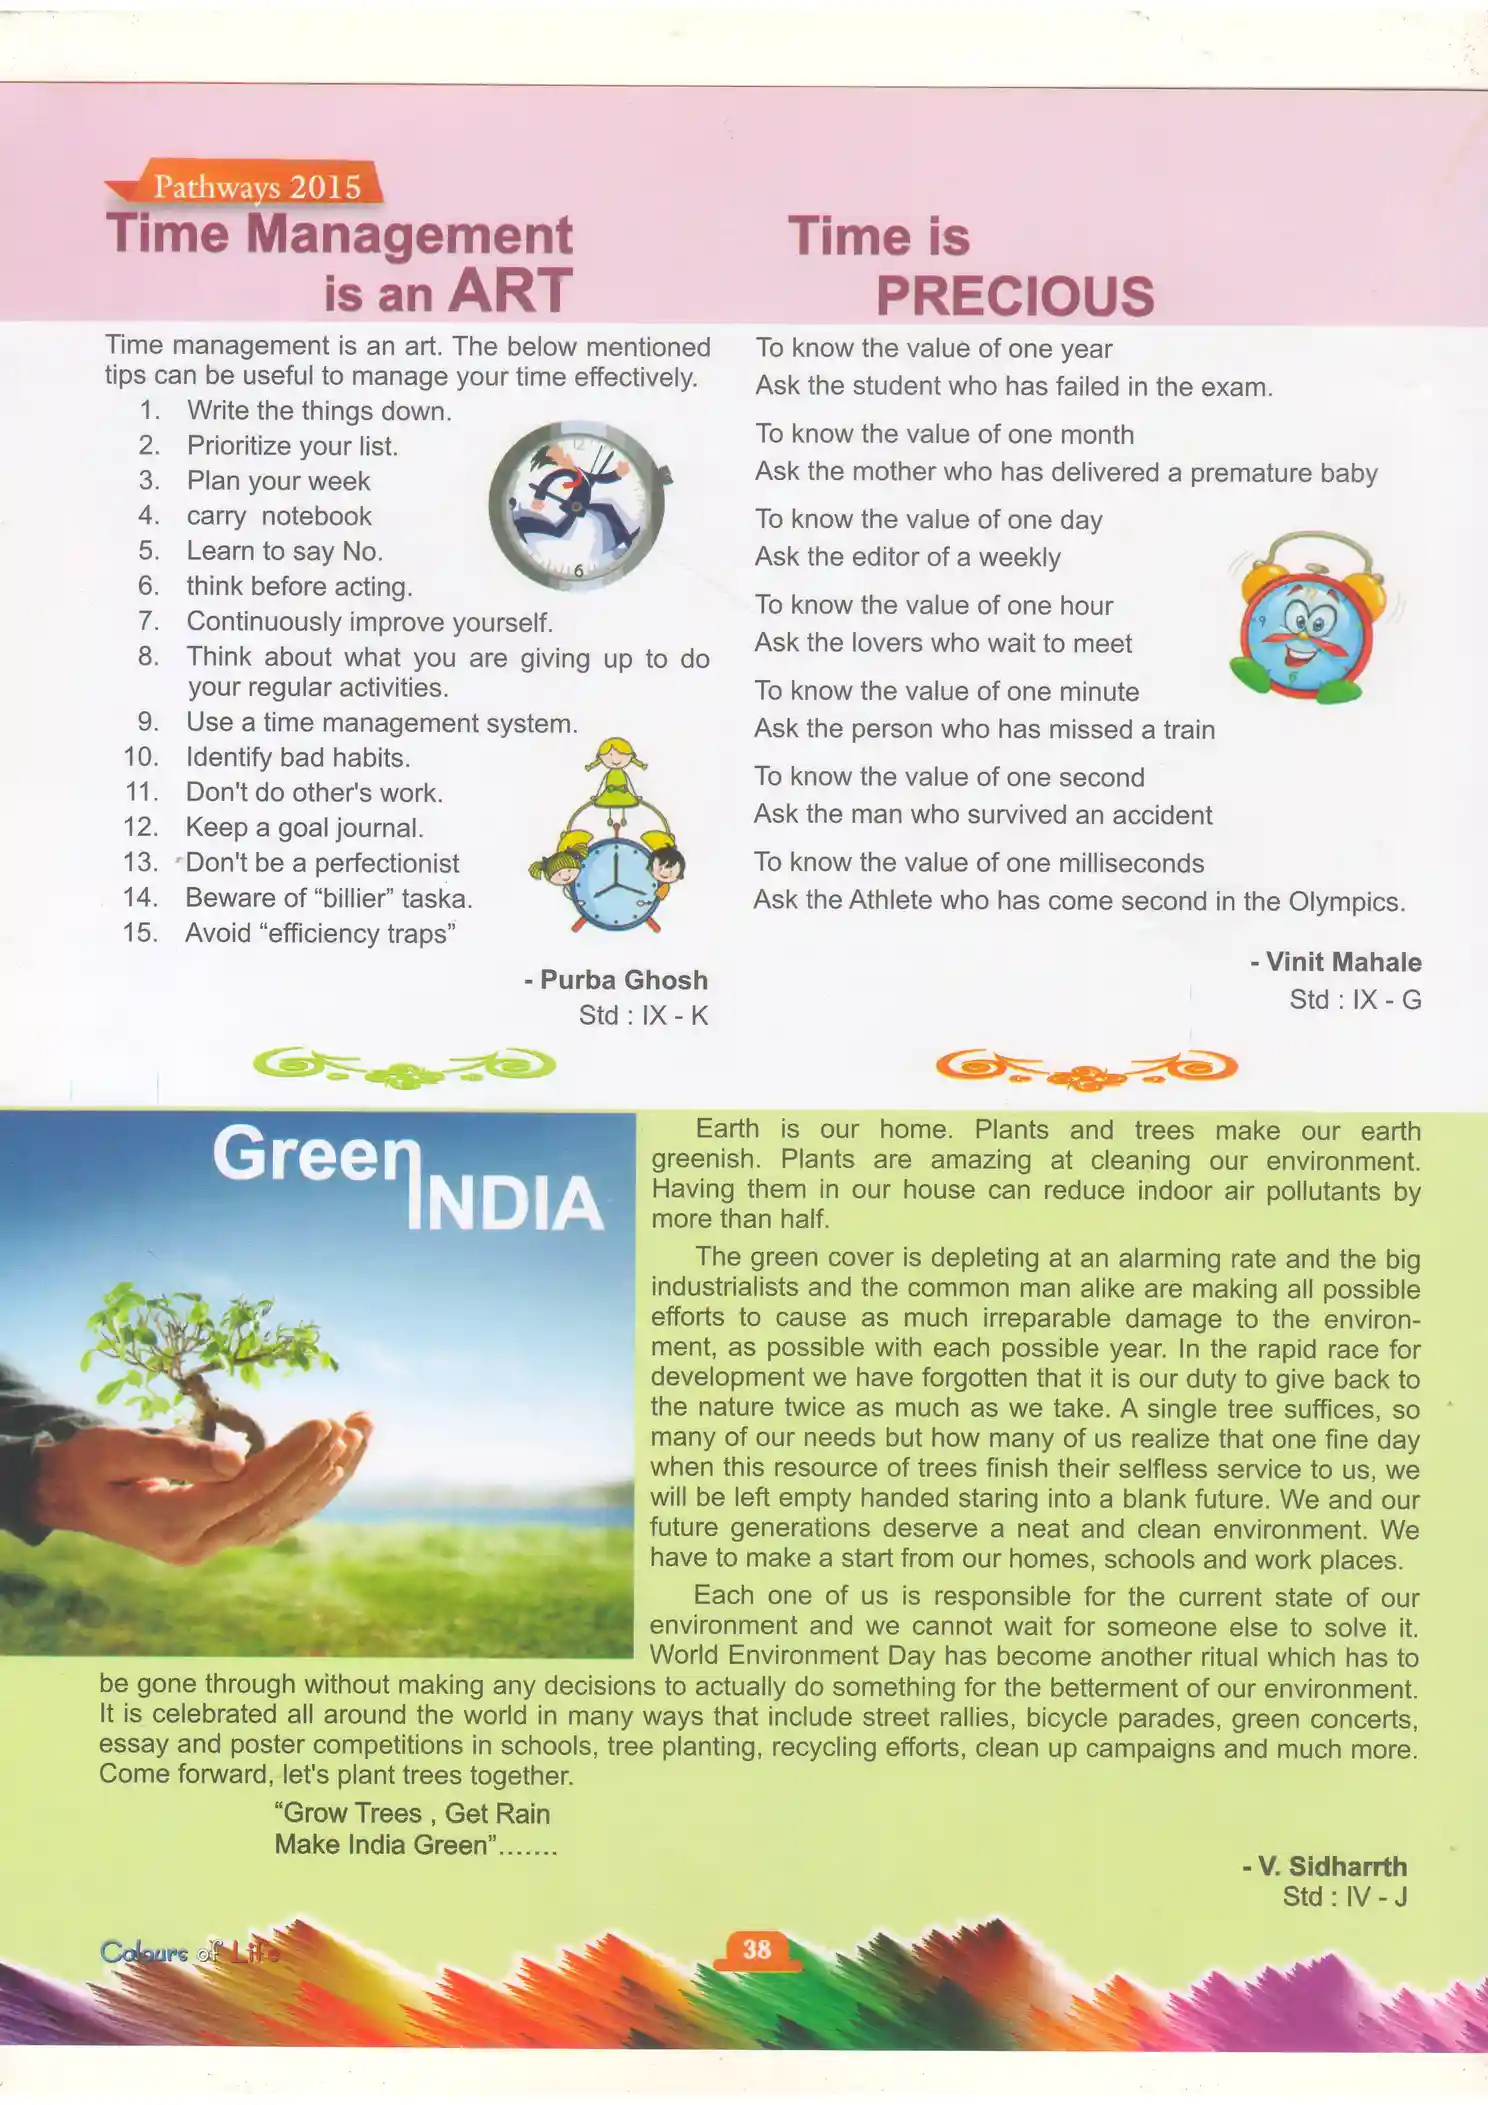 Pathways 2015
Time Management
is an ART
Time management is an art. The below mentioned
tips can be useful to manage your time effectively.
1. Write the things down.
2. Prioritize your list.
3. Plan your week
4. carry notebook
5. Learn to say No.
6. think before acting.
7. Continuously improve yourself.
8. Think about what you are giving up to do
your regular activities.
9. Use a time management system.
10. Identify bad habits.
11. Don't do other's work.
12. Keep a goal journal.
13. Don't be a perfectionist
14. Beware of “billier” taska.
15. Avoid “efficiency traps”
- Purba Ghosh
Std : IX - K
Time is
PRECIOUS
To know the value of one year
Ask the student who has failed in the exam.
To know the value of one month
Ask the mother who has delivered a premature baby
To know the value of one day
Ask the editor of a weekly
To know the value of one hour
Ask the lovers who wait to meet
To know the value of one minute
Ask the person who has missed a train
To know the value of one second
Ask the man who survived an accident
To know the value of one milliseconds
Ask the Athlete who has come second in the Olympics.
- Vinit Mahale
Std : IX - G
Green
INDIA
Earth is our home. Plants and trees make our earth
greenish. Plants are amazing at cleaning our environment.
Having them in our house can reduce indoor air pollutants by
more than half.
The green cover is depleting at an alarming rate and the big
industrialists and the common man alike are making all possible
efforts to cause as much irreparable damage to the environ-
ment, as possible with each possible year. In the rapid race for
development we have forgotten that it is our duty to give back to
the nature twice as much as we take. A single tree suffices, so
many of our needs but how many of us realize that one fine day
when this resource of trees finish their selfless service to us, we
will be left empty handed staring into a blank future. We and our
future generations deserve a neat and clean environment. We
have to make a start from our homes, schools and work places.
Each one of us is responsible for the current state of our
environment and we cannot wait for someone else to solve it.
World Environment Day has become another ritual which has to
be gone through without making any decisions to actually do something for the betterment of our environment.
It is celebrated all around the world in many ways that include street rallies, bicycle parades, green concerts,
essay and poster competitions in schools, tree planting, recycling efforts, clean up campaigns and much more.
Come forward, let's plant trees together.
“Grow Trees , Get Rain
Make India Green”.......
- V. Sidharrth
Std : IV - J
Colours of Life
38